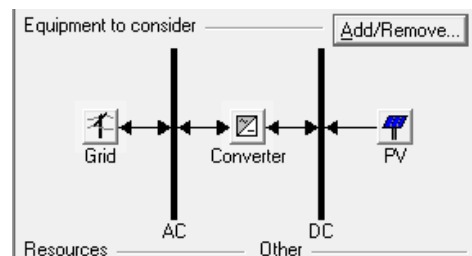 Equipment to consider
Add/Remove...
Grid
Converter
PV
AC
DC
Resources
Other